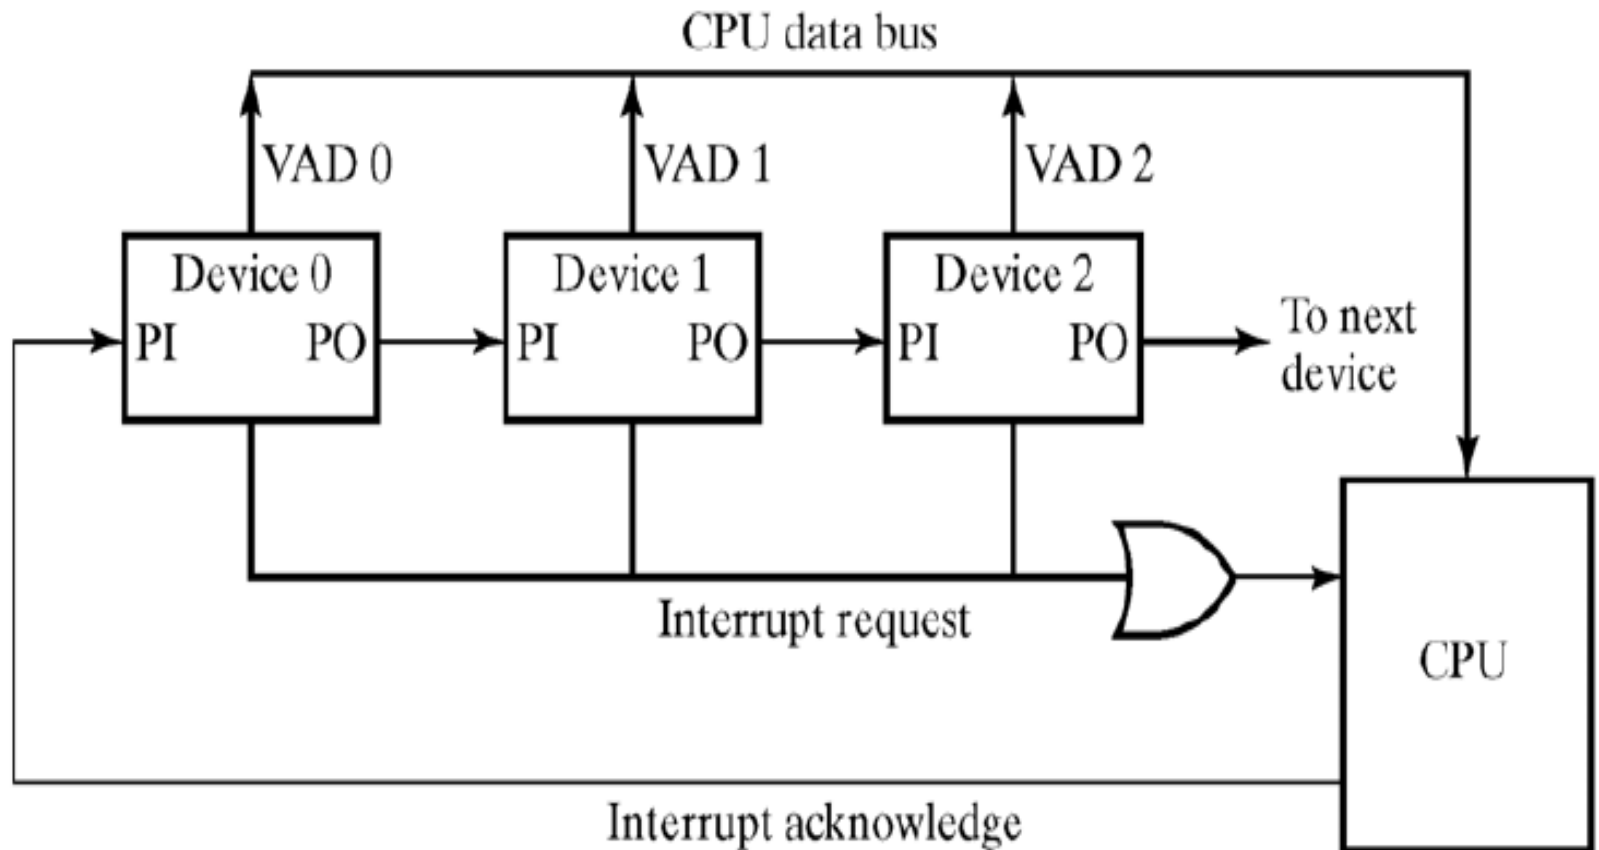 CPU data bus
VAD 0
VAD 1
VAD 2
Device 0
Device 1
Device 2
PI
PO
PI
PO
PI
PO
To next
device
Interrupt request
CPU
Interrupt acknowledge